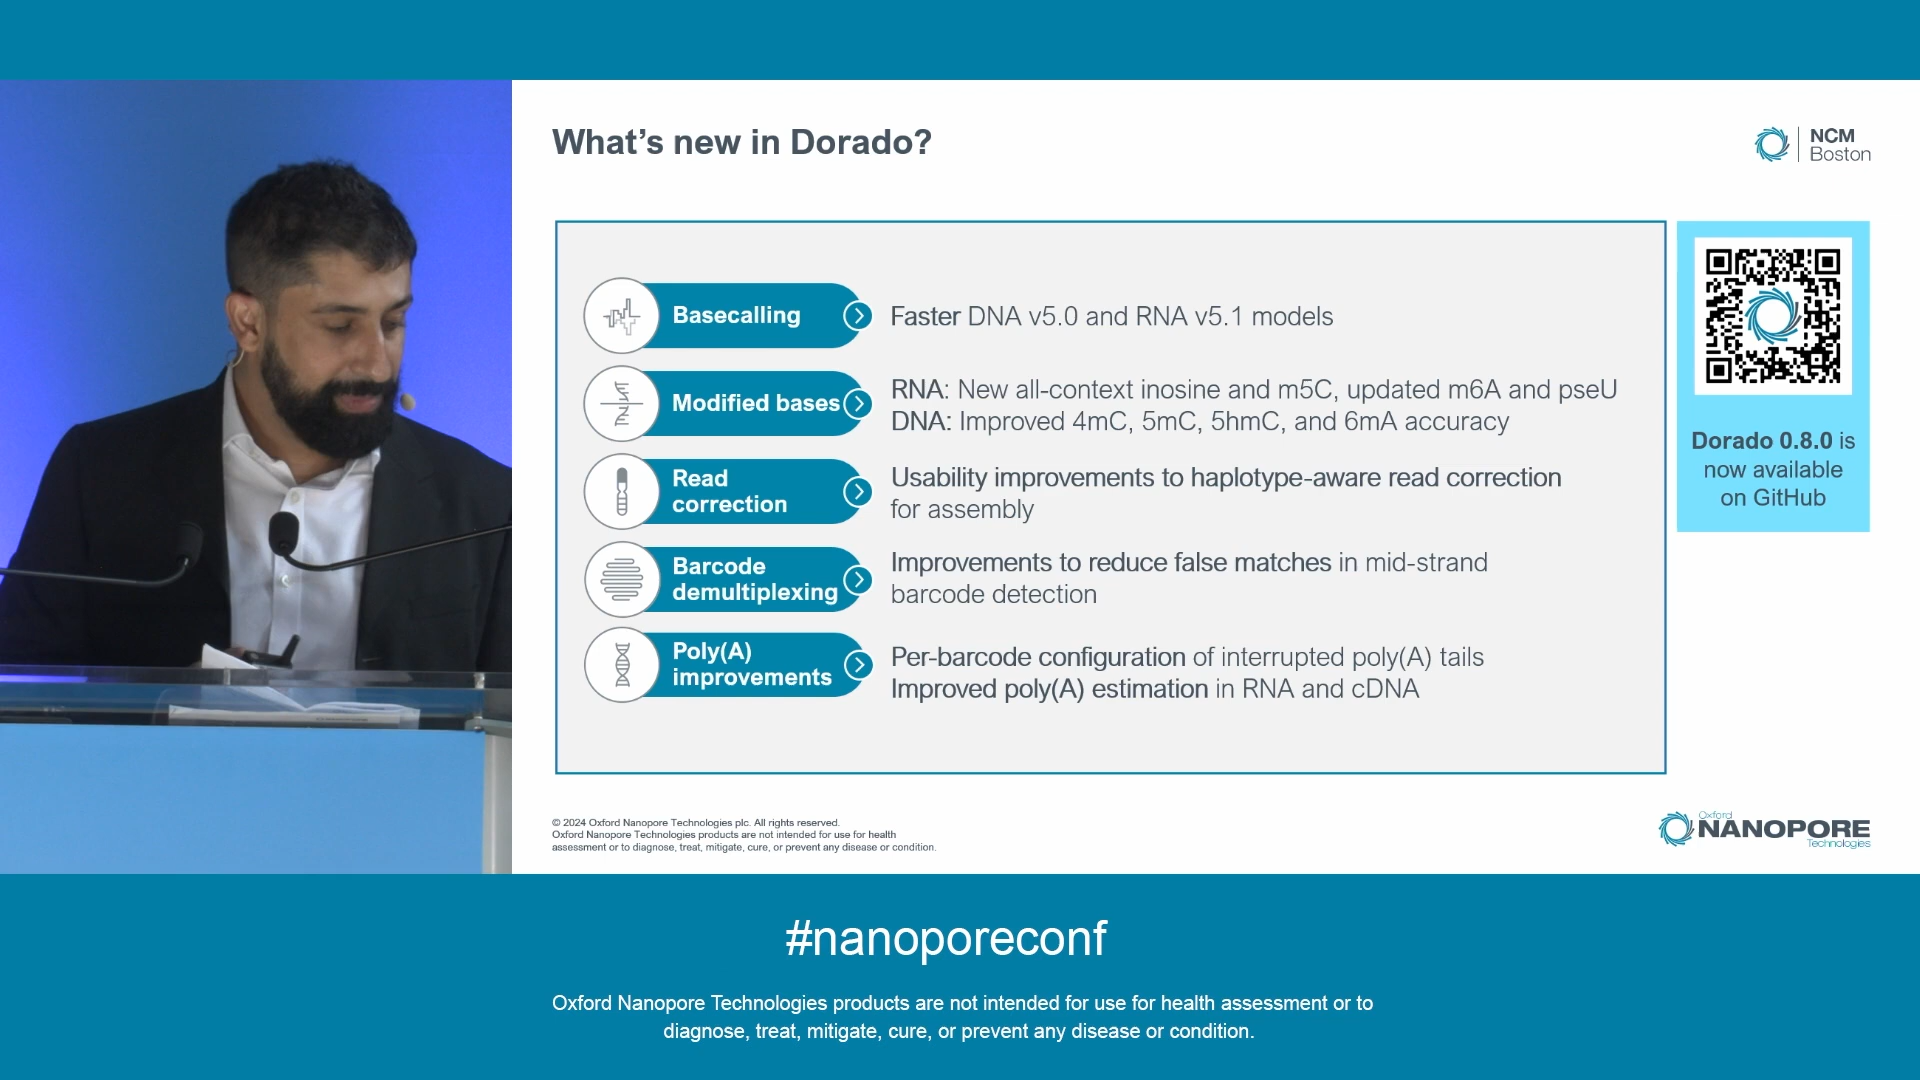 What's new in Dorado?
NCM
Boston
Basecalling
Faster DNA v5.0 and RNA v5.1 models
Modified bases
RNA: New all-context inosine and m5C, updated m6A and pseU
DNA: Improved 4mC, 5mC, 5hmC, and 6mA accuracy
Read
correction
Usability improvements to haplotype-aware read correction
for assembly
Barcode
demultiplexing
Improvements to reduce false matches in mid-strand
barcode detection
Poly(A)
improvements
Per-barcode configuration of interrupted poly(A) tails
Improved poly(A) estimation in RNA and cDNA
Dorado 0.8.0 is
now available
on GitHub
© 2024 Oxford Nanopore Technologies plc. All rights reserved.
Oxford Nanopore Technologies products are not intended for use for health
assessment or to diagnose, treat, mitigate, cure, or prevent any disease or condition.
Oxford
NANOPORE
Technologies
#nanoporeconf
Oxford Nanopore Technologies products are not intended for use for health assessment or to
diagnose, treat, mitigate, cure, or prevent any disease or condition.